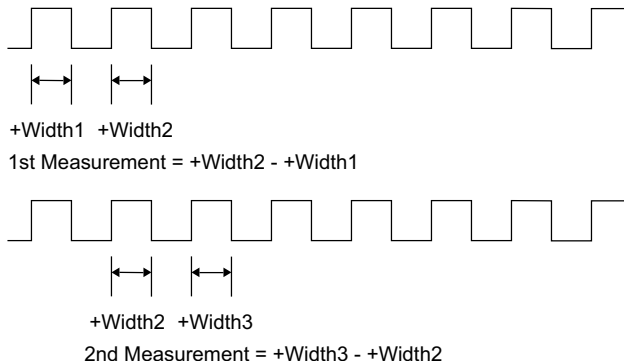 +Width1 +Width2
1st Measurement = +Width2 - +Width1
+Width2 +Width3
2nd Measurement = +Width3 - +Width2